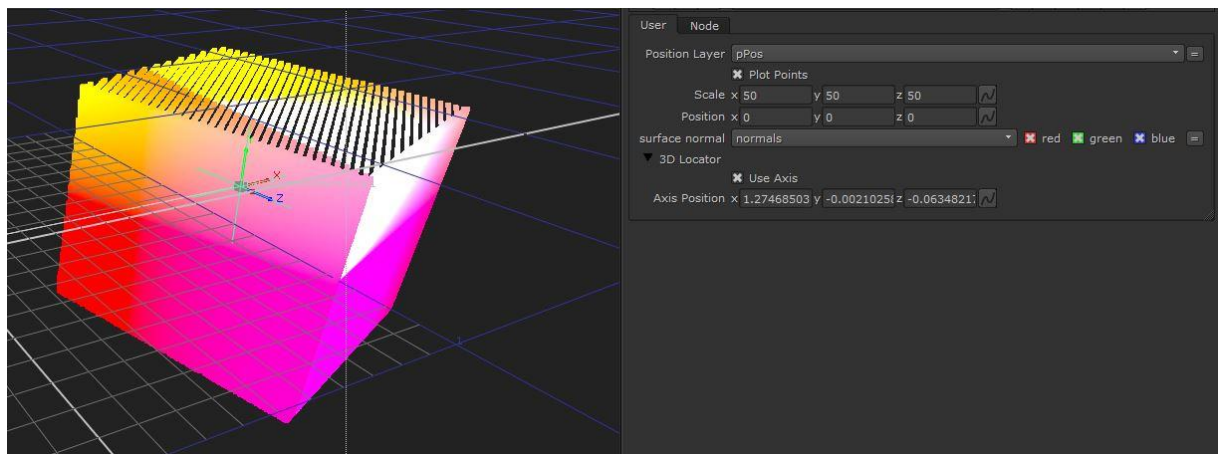 User Node
Position Layer pPos =
Plot Points
Scale x 50 y 50 z 50
Position x 0 y 0 z 0
surface normal normals red green blue =
3D Locator
Use Axis
Axis Position x 1.27468503 y -0.0021025 z -0.0634821
X
Z